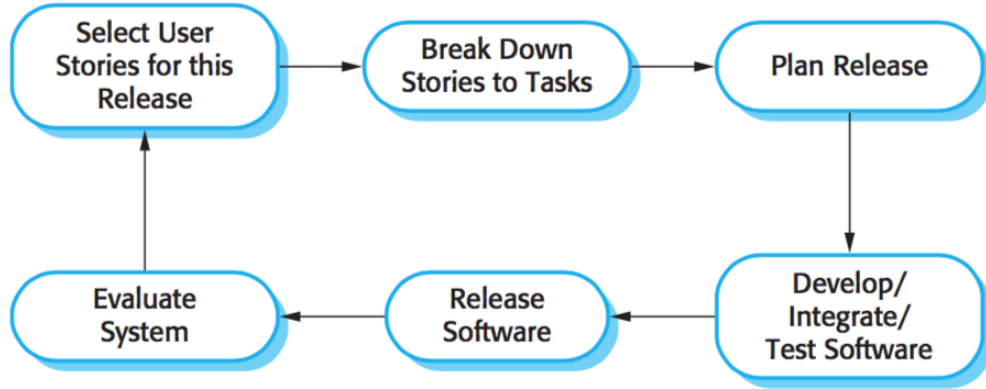 Select User
Stories for this
Release
Break Down
Stories to Tasks
Plan Release
Evaluate
System
Release
Software
Develop/
Integrate/
Test Software